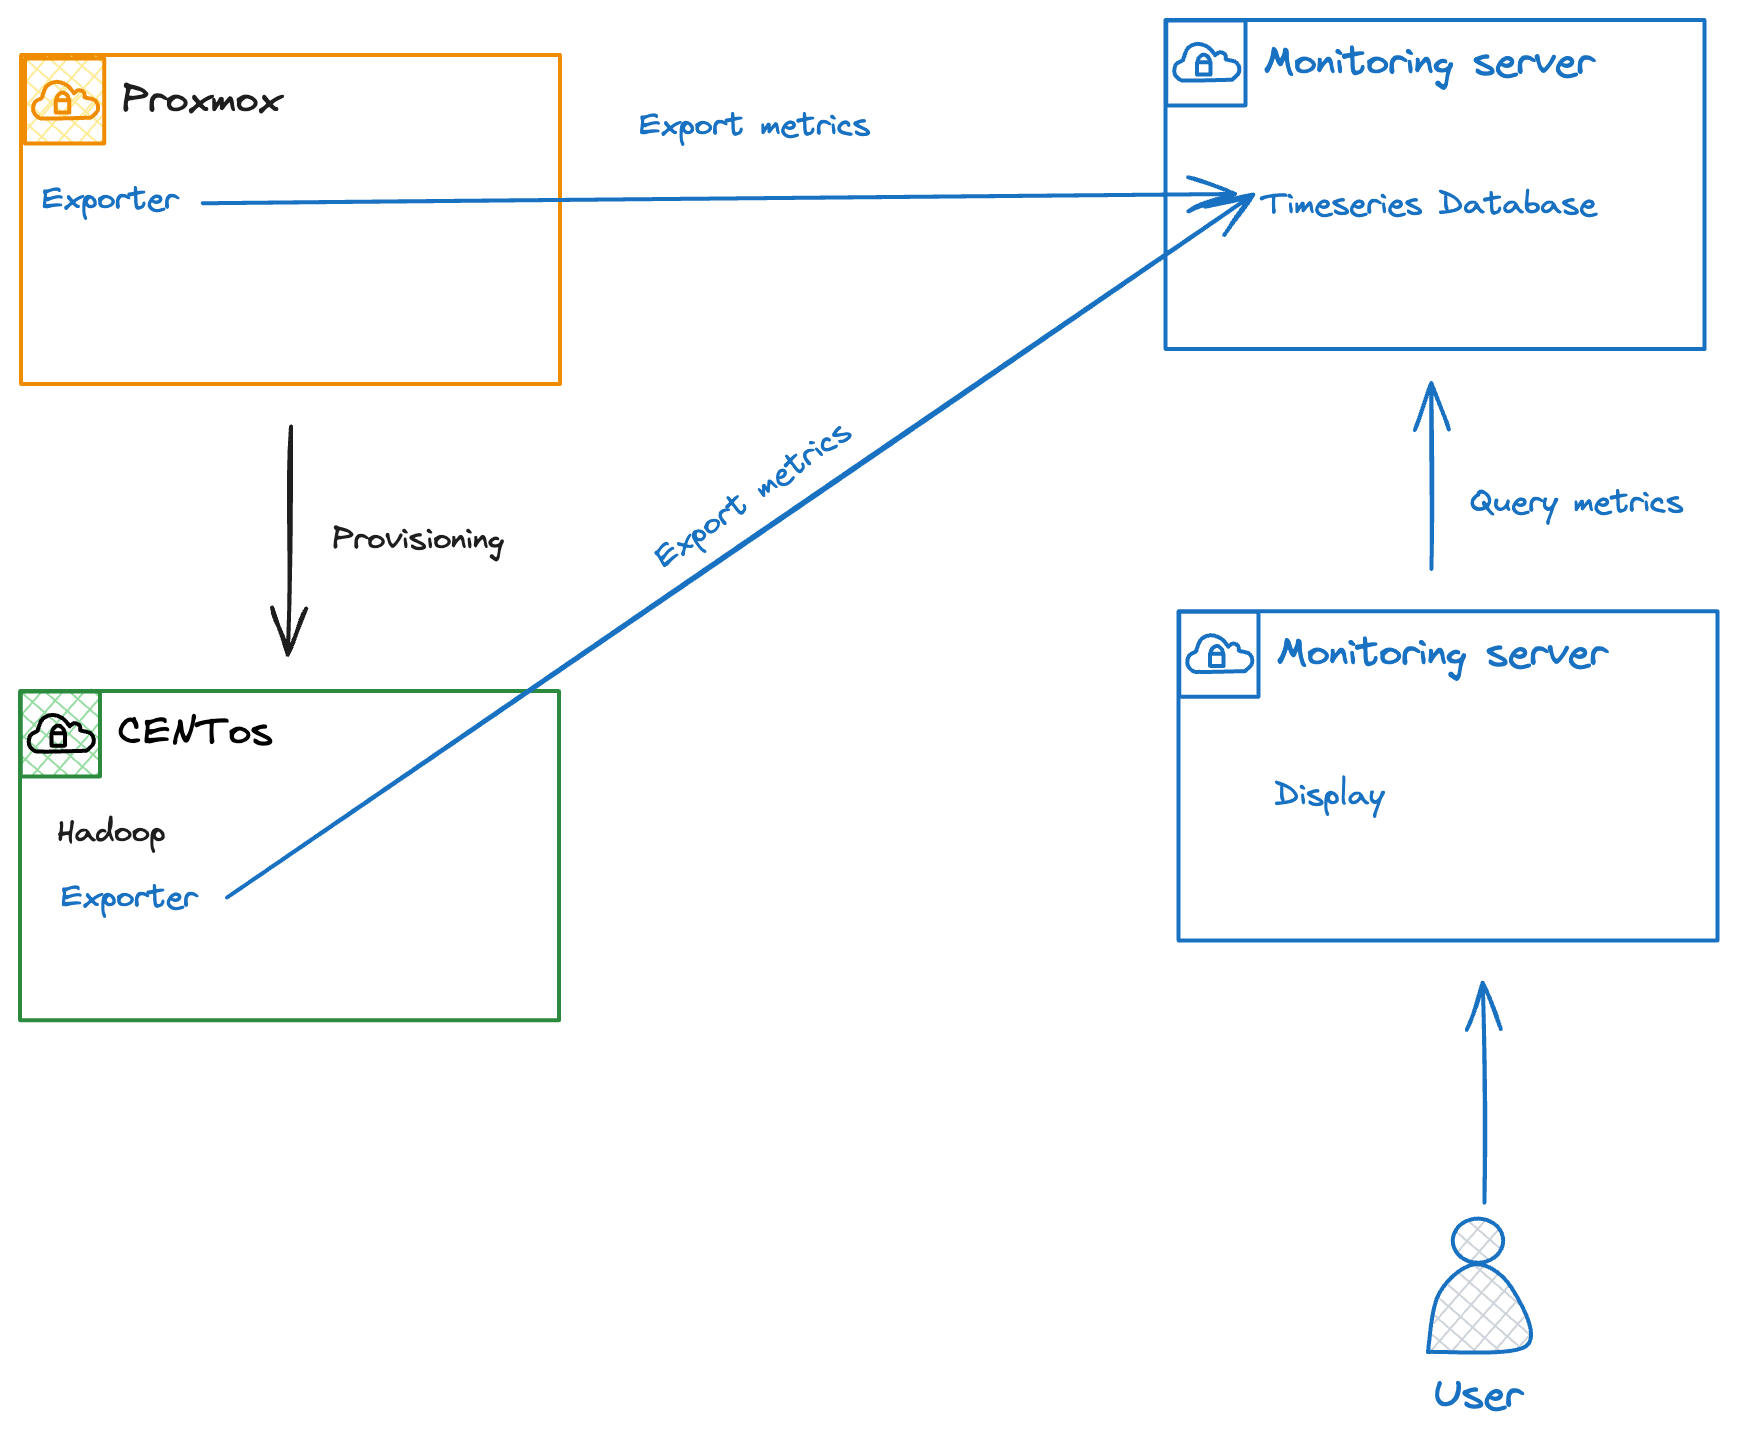 Proxmox
Exporter
Export metrics
Monitoring server
Timeseries Database
Provisioning
Export metrics
Query metrics
CENTos
Hadoop
Exporter
Monitoring server
Display
User